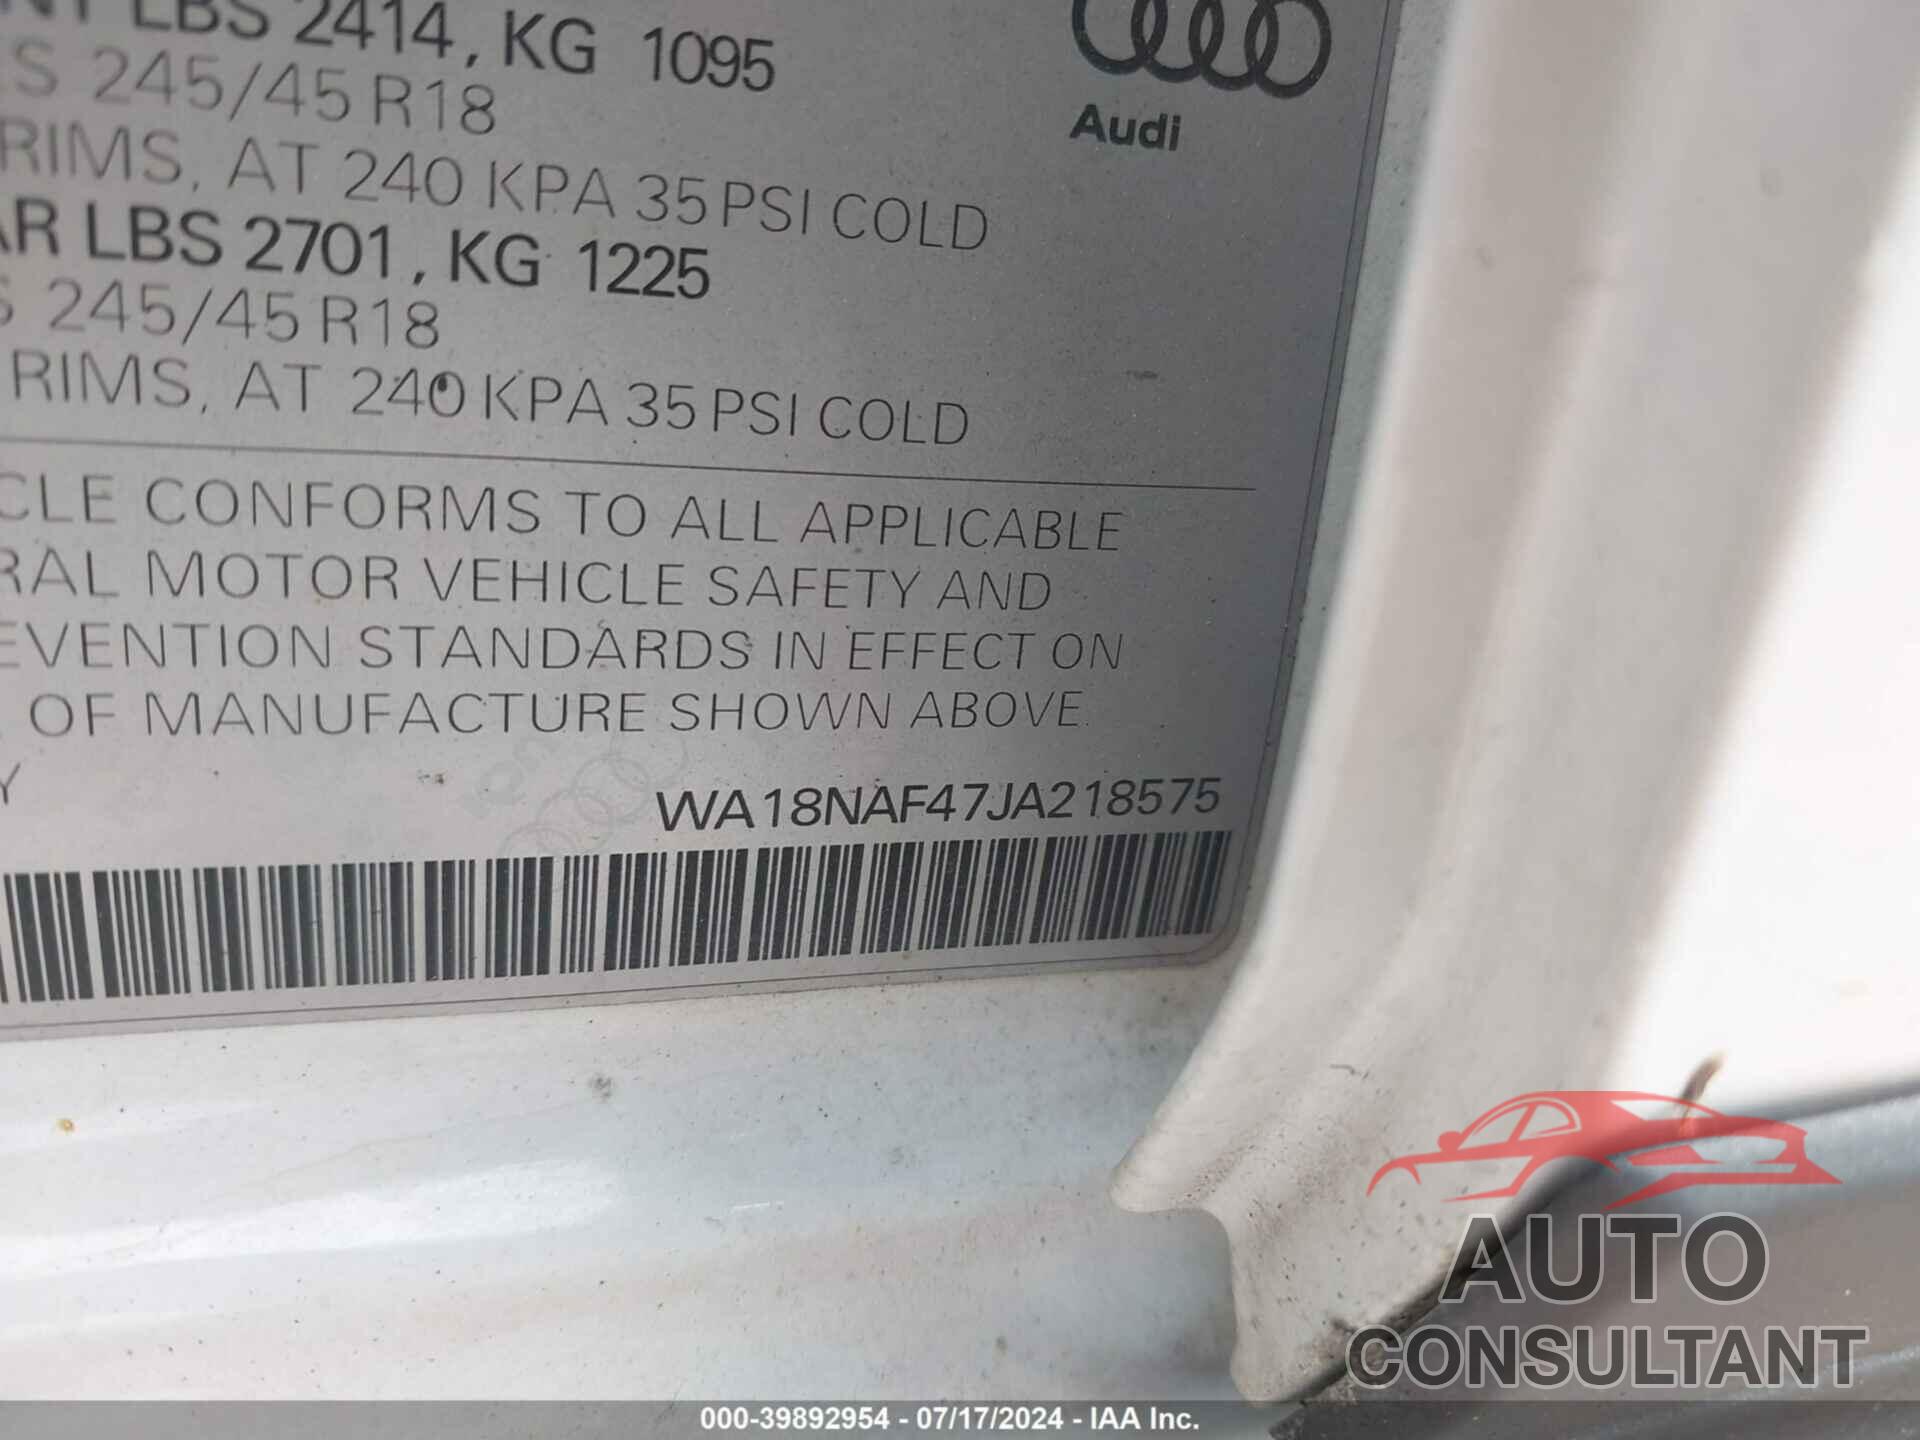 LBS 2414, KG 1095
245/45 R18
RIMS, AT 240 KPA 35 PSI COLD
LBS 2701, KG 1225
245/45 R18
RIMS, AT 240 KPA 35 PSI COLD
Audi
CONFORMS TO ALL APPLICABLE
MOTOR VEHICLE SAFETY AND
STANDARDS IN EFFECT ON
OF MANUFACTURE SHOWN ABOVE.
WA18NAF47JA218575
AUTO
CONSULTANT
000-39892954 - 07/17/2024 - IAA Inc.